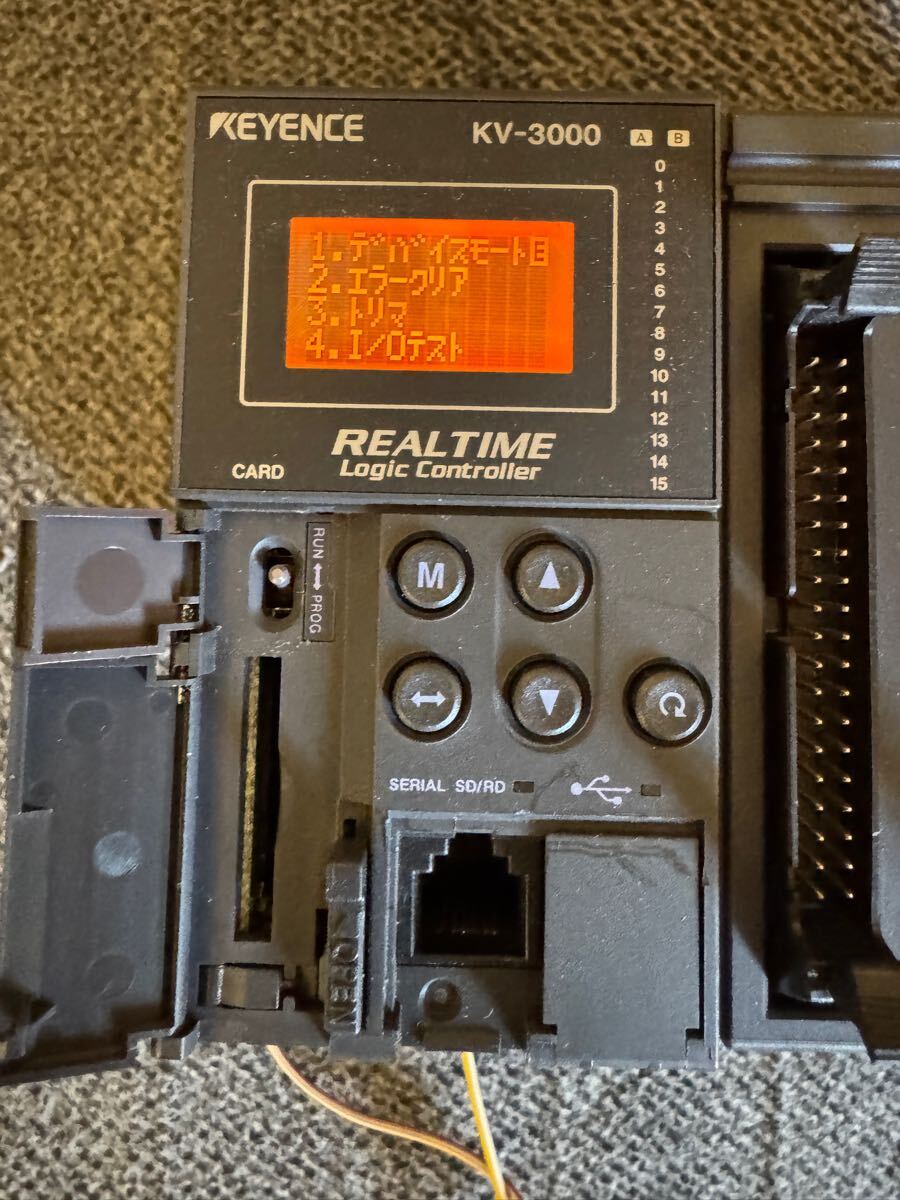 KEYENCE
KV-3000 A B
0
1
2
3
4
5
6
7
8
9
10
11
12
13
14
15
1.デバイスモード
2.エラークリア
3.トリマ
4.I/Oテスト
REALTIME
Logic Controller
CARD
RUN ↔ PROG
M ▲
↔ ▼
SERIAL SD/RD
OPEN